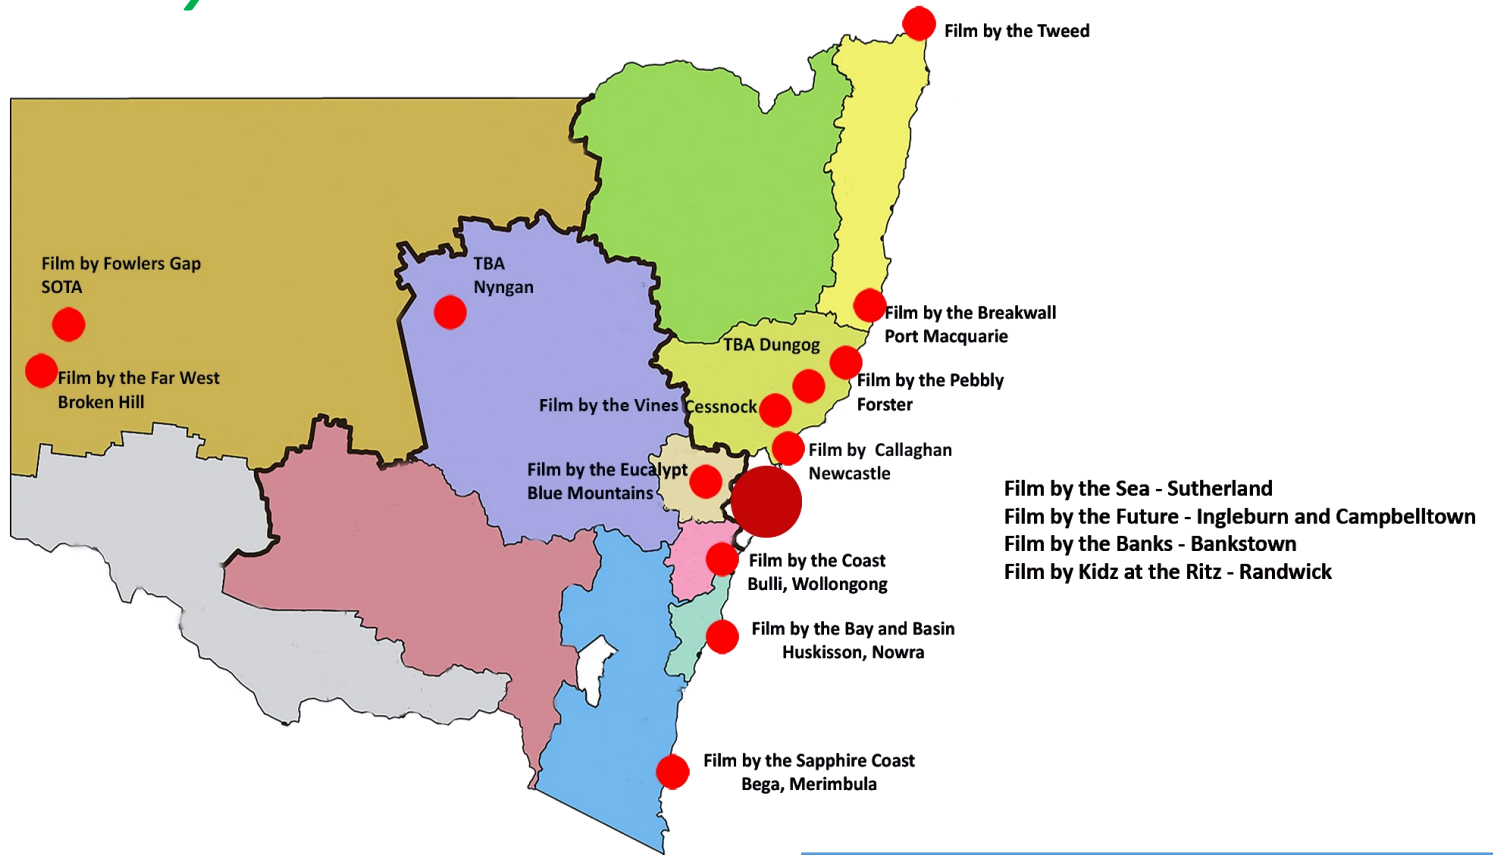 Film by the Tweed
Film by Fowlers Gap
SOTA
TBA
Nyngan
Film by the Breakwall
Port Macquarie
TBA Dungog
Film by the Far West
Broken Hill
Film by the Pebbly
Forster
Film by the Vines Cessnock
Film by  Callaghan
Newcastle
Film by the Eucalypt
Blue Mountains
Film by the Sea - Sutherland
Film by the Future - Ingleburn and Campbelltown
Film by the Banks - Bankstown
Film by Kidz at the Ritz - Randwick
Film by the Coast
Bulli, Wollongong
Film by the Bay and Basin
Huskisson, Nowra
Film by the Sapphire Coast
Bega, Merimbula